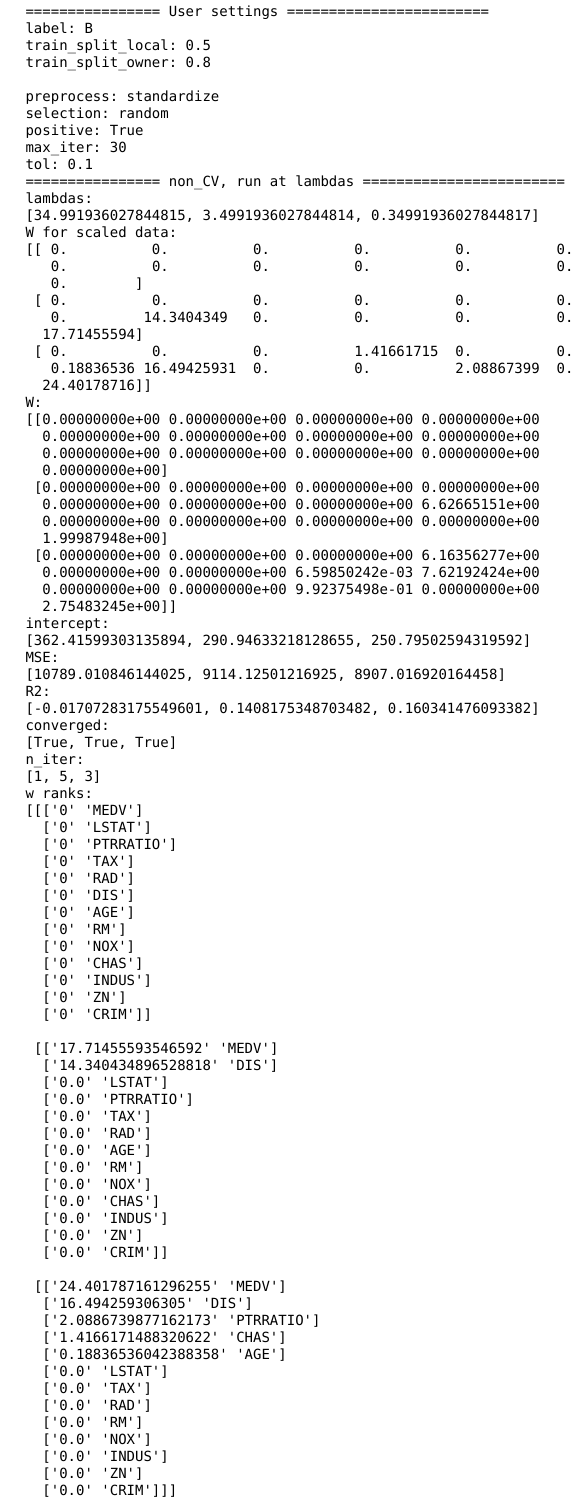 ================ User settings ========================
label: B
train_split_local: 0.5
train_split_owner: 0.8
preprocess: standardize
selection: random
positive: True
max_iter: 30
tol: 0.1
================ non_CV, run at lambdas ========================
lambdas:
[34.991936027844815, 3.4991936027844814, 0.34991936027844817]
W for scaled data:
[[ 0. 0. 0. 0. 0. 0.
0. 0. 0. 0. 0. 0.
0. ]
[ 0. 0. 0. 0. 0. 0.
0. 14.3404349 0. 0. 0. 0.
17.71455594]
[ 0. 0. 0. 1.41661715 0. 0.
0.18836536 16.49425931 0. 0. 2.08867399 0.
24.40178716]]
W:
[[0.00000000e+00 0.00000000e+00 0.00000000e+00 0.00000000e+00
0.00000000e+00 0.00000000e+00 0.00000000e+00 0.00000000e+00
0.00000000e+00 0.00000000e+00 0.00000000e+00 0.00000000e+00
0.00000000e+00]
[0.00000000e+00 0.00000000e+00 0.00000000e+00 0.00000000e+00
0.00000000e+00 0.00000000e+00 0.00000000e+00 6.62665151e+00
0.00000000e+00 0.00000000e+00 0.00000000e+00 0.00000000e+00
1.99987948e+00]
[0.00000000e+00 0.00000000e+00 0.00000000e+00 6.16356277e+00
0.00000000e+00 0.00000000e+00 6.59850242e-03 7.62192424e+00
0.00000000e+00 0.00000000e+00 9.92375498e-01 0.00000000e+00
2.75483245e+00]]
intercept:
[362.41599303135894, 290.94633218128655, 250.79502594319592]
MSE:
[10789.010846144025, 9114.12501216925, 8907.016920164458]
R2:
[-0.01707283175549601, 0.1408175348703482, 0.160341476093382]
converged:
[True, True, True]
n_iter:
[1, 5, 3]
w ranks:
[[['0' 'MEDV']
['0' 'LSTAT']
['0' 'PTRRATIO']
['0' 'TAX']
['0' 'RAD']
['0' 'DIS']
['0' 'AGE']
['0' 'RM']
['0' 'NOX']
['0' 'CHAS']
['0' 'INDUS']
['0' 'ZN']
['0' 'CRIM']]
[['17.71455593546592' 'MEDV']
['14.340434896528818' 'DIS']
['0.0' 'LSTAT']
['0.0' 'PTRRATIO']
['0.0' 'TAX']
['0.0' 'RAD']
['0.0' 'AGE']
['0.0' 'RM']
['0.0' 'NOX']
['0.0' 'CHAS']
['0.0' 'INDUS']
['0.0' 'ZN']
['0.0' 'CRIM']]
[['24.401787161296255' 'MEDV']
['16.494259306305' 'DIS']
['2.0886739877162173' 'PTRRATIO']
['1.4166171488320622' 'CHAS']
['0.18836536042388358' 'AGE']
['0.0' 'LSTAT']
['0.0' 'TAX']
['0.0' 'RAD']
['0.0' 'RM']
['0.0' 'NOX']
['0.0' 'INDUS']
['0.0' 'ZN']
['0.0' 'CRIM']]]